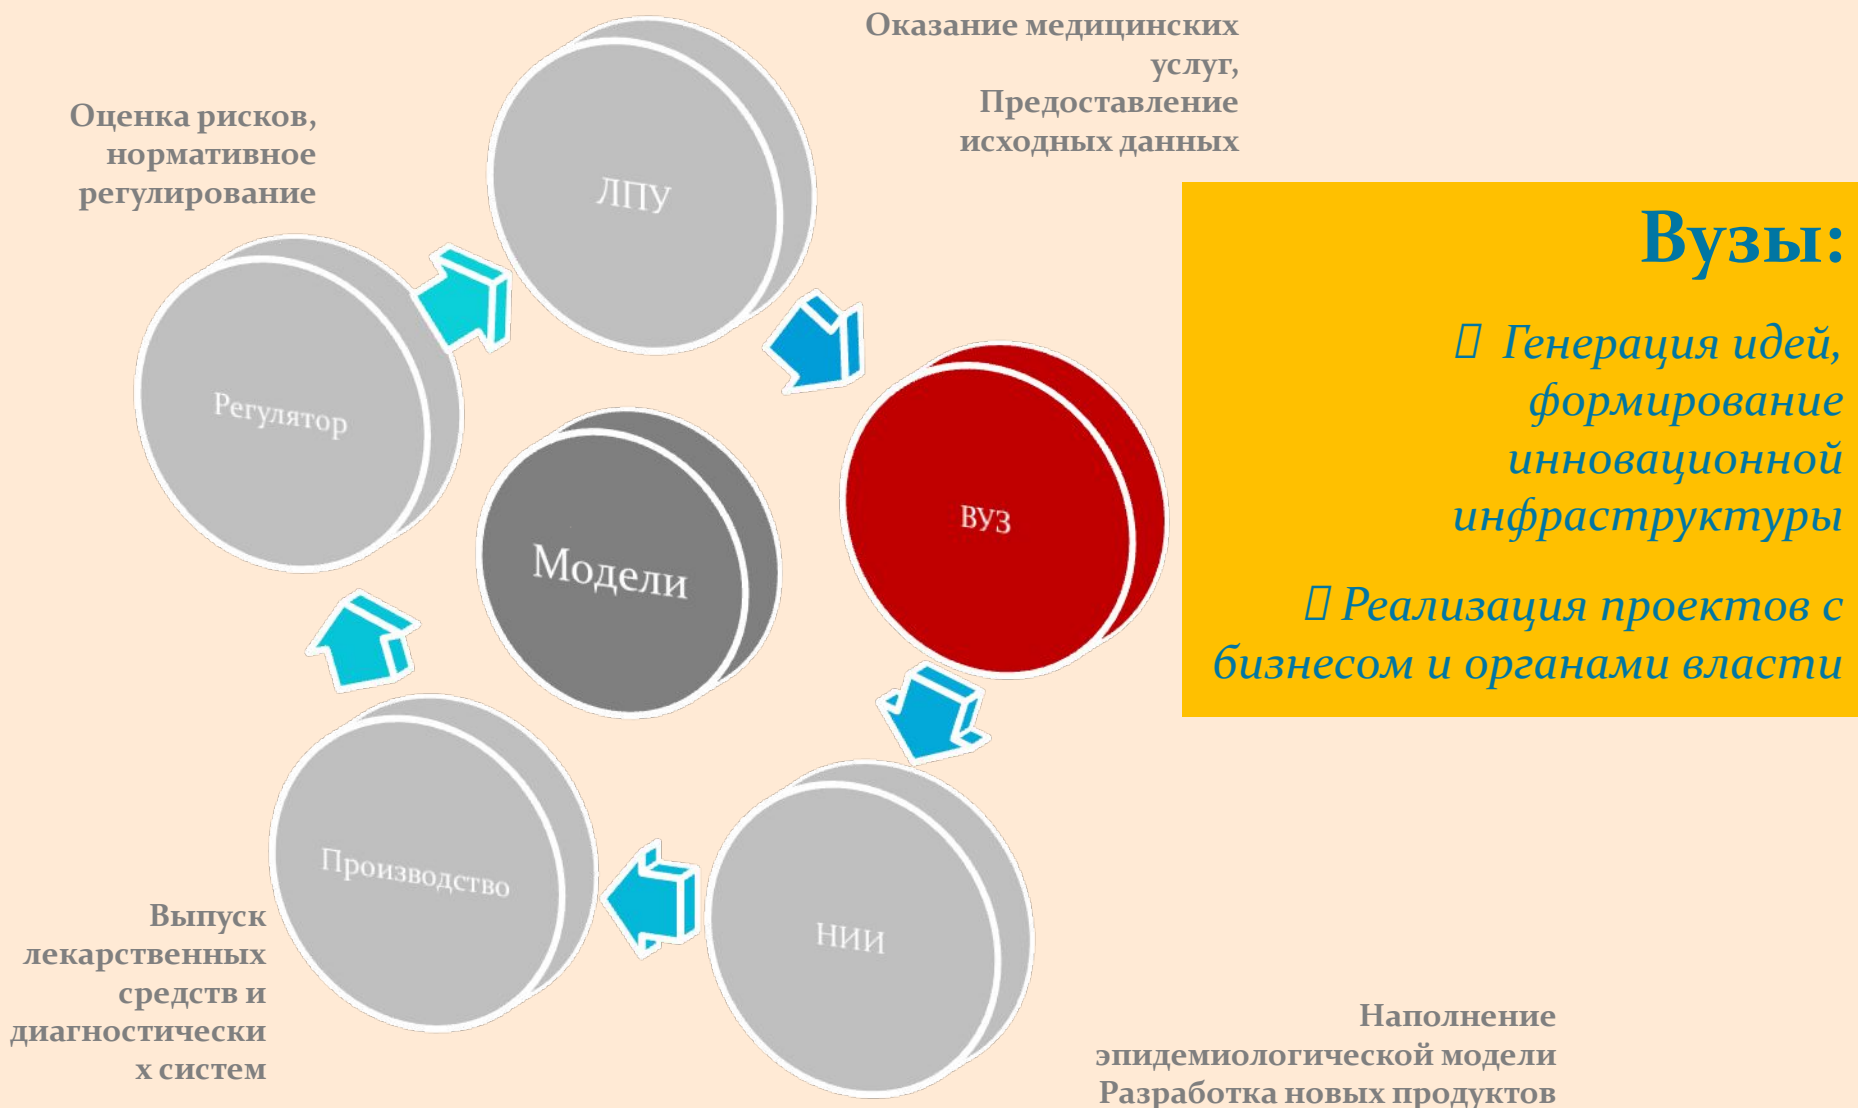 Оказание медицинских
услуг,
Предоставление
исходных данных
Оценка рисков,
нормативное
регулирование
ЛПУ
Вузы:
Генерация идей,
формирование
инновационной
инфраструктуры
Реализация проектов с
бизнесом и органами власти
Регулятор
ВУЗ
Модели
Производство
НИИ
Выпуск
лекарственных
средств и
диагностически
х систем
Наполнение
эпидемиологической модели
Разработка новых продуктов